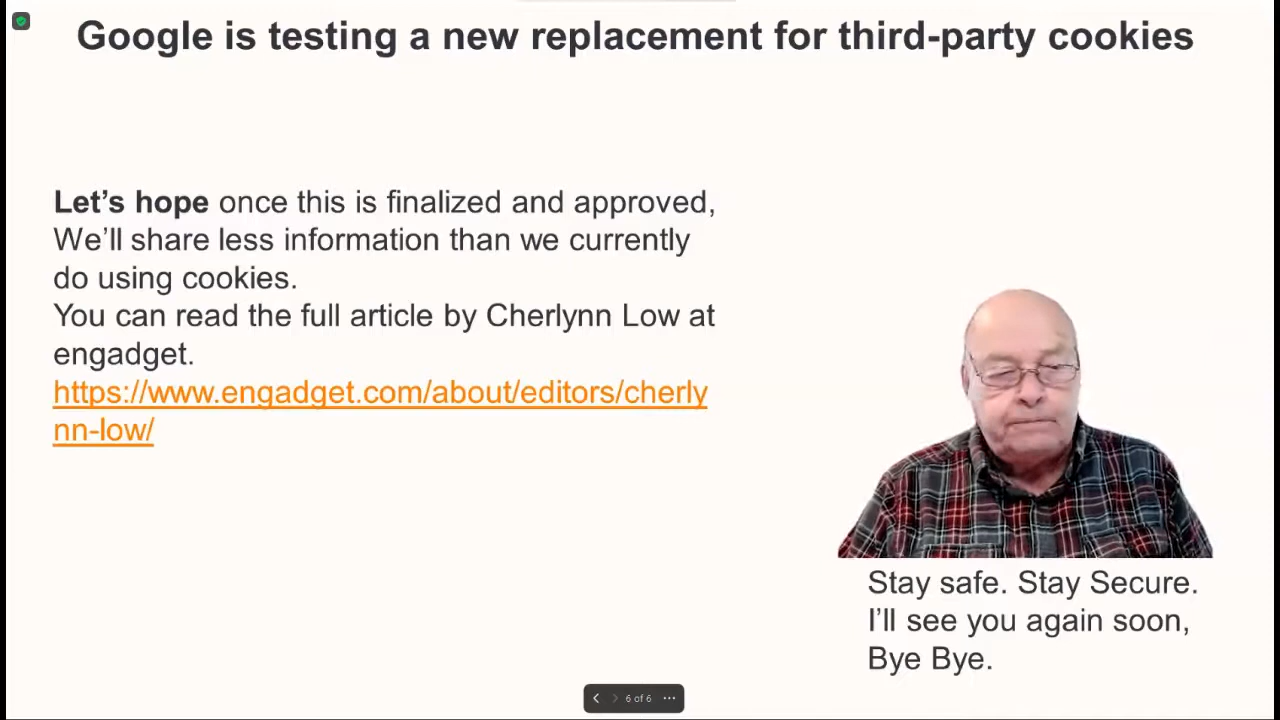 Google is testing a new replacement for third-party cookies
Let’s hope once this is finalized and approved,
We’ll share less information than we currently
do using cookies.
You can read the full article by Cherlynn Low at
engadget.
https://www.engadget.com/about/editors/cherly
nn-low/
Stay safe. Stay Secure.
I’ll see you again soon,
Bye Bye.
6 of 6